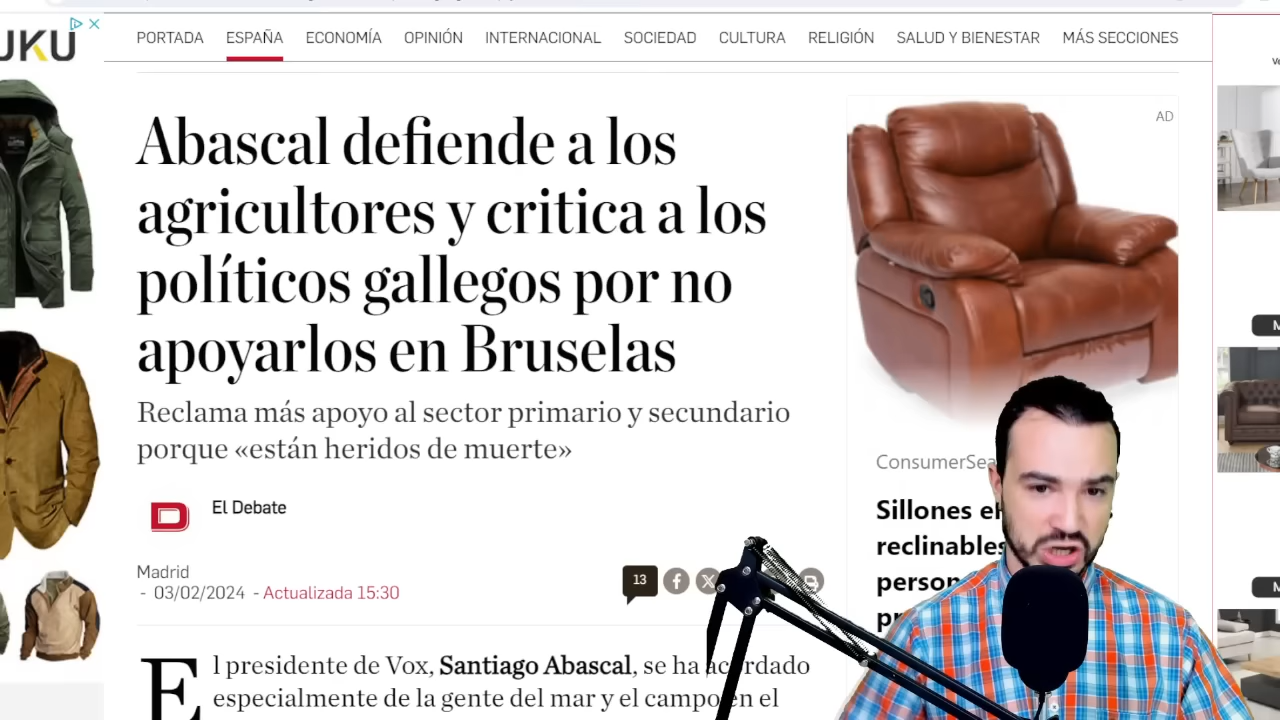 UKU
PORTADA ESPAÑA ECONOMÍA OPINIÓN INTERNACIONAL SOCIEDAD CULTURA RELIGIÓN SALUD Y BIENESTAR MÁS SECCIONES
Abascal defiende a los
agricultores y critica a los
políticos gallegos por no
apoyarlos en Bruselas
Reclama más apoyo al sector primario y secundario
porque «están heridos de muerte»
El Debate
Madrid
- 03/02/2024 - Actualizada 15:30
13
El presidente de Vox, Santiago Abascal, se ha acordado
especialmente de la gente del mar y el campo en el
AD
ConsumerSea
Sillones
reclinables